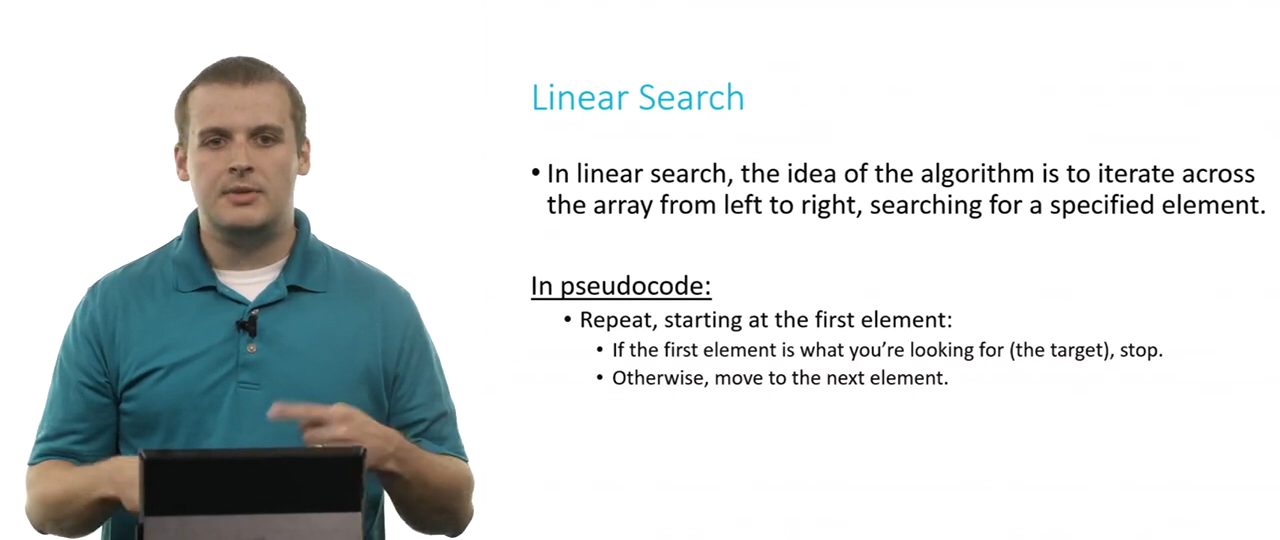 Linear Search
• In linear search, the idea of the algorithm is to iterate across
the array from left to right, searching for a specified element.
In pseudocode:
• Repeat, starting at the first element:
• If the first element is what you’re looking for (the target), stop.
• Otherwise, move to the next element.